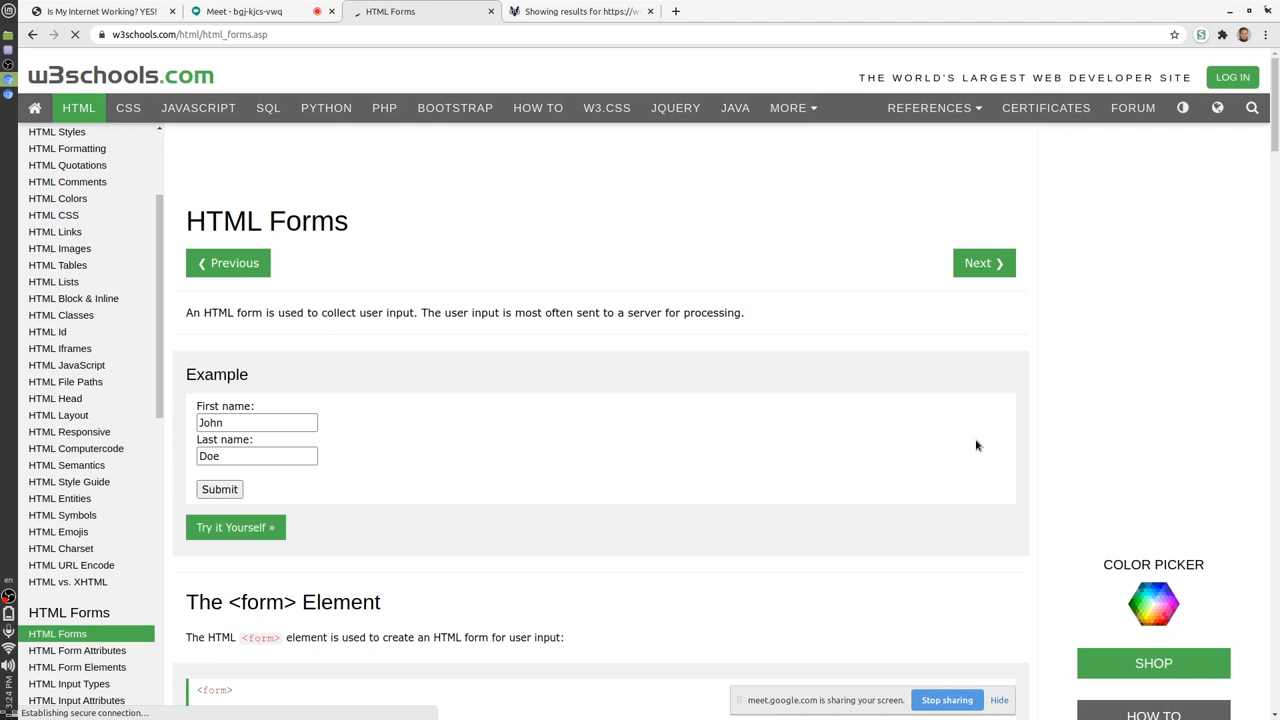 Is My Internet Working? YES!
Meet - bgj-kjcs-vwq
HTML Forms
Showing results for https://w
w3schools.com/html/html_forms.asp
w3schools.com
THE WORLD'S LARGEST WEB DEVELOPER SITE
LOG IN
HTML CSS JAVASCRIPT SQL PYTHON PHP BOOTSTRAP HOW TO W3.CSS JQUERY JAVA MORE REFERENCES CERTIFICATES FORUM
HTML Styles
HTML Formatting
HTML Quotations
HTML Comments
HTML Colors
HTML CSS
HTML Links
HTML Images
HTML Tables
HTML Lists
HTML Block & Inline
HTML Classes
HTML Id
HTML Iframes
HTML JavaScript
HTML File Paths
HTML Head
HTML Layout
HTML Responsive
HTML Computercode
HTML Semantics
HTML Style Guide
HTML Entities
HTML Symbols
HTML Emojis
HTML Charset
HTML URL Encode
HTML vs. XHTML
HTML Forms
HTML Forms
HTML Form Attributes
HTML Form Elements
HTML Input Types
HTML Input Attributes
HTML Forms
❮ Previous
Next ❯
An HTML form is used to collect user input. The user input is most often sent to a server for processing.
Example
First name:
John
Last name:
Doe
Submit
Try it Yourself »
The <form> Element
The HTML <form> element is used to create an HTML form for user input:
<form>
COLOR PICKER
SHOP
HOW TO
meet.google.com is sharing your screen.
Stop sharing
Hide
Establishing secure connection...
en
3:24 PM